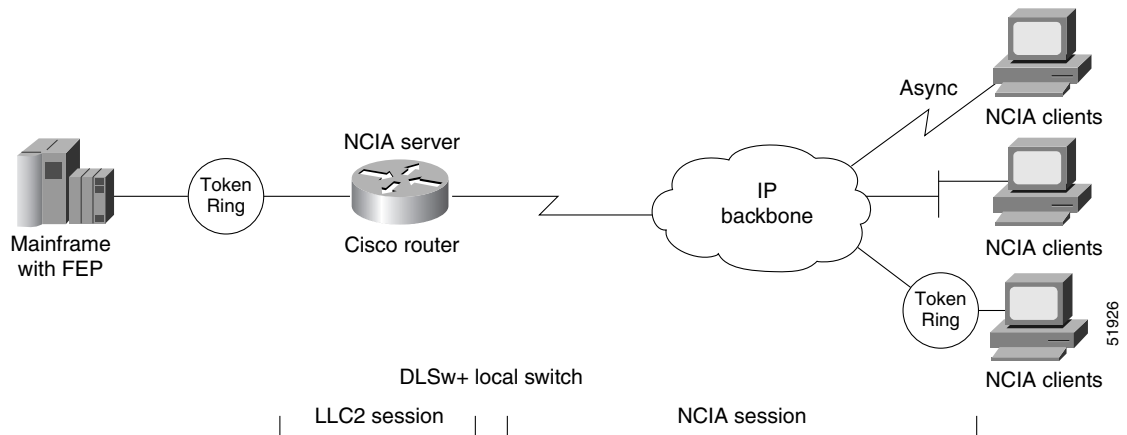 Async
NCIA clients
NCIA server
Token
Ring
IP
backbone
Mainframe
with FEP
Cisco router
NCIA clients
Token
Ring
51926
NCIA clients
DLSw+ local switch
LLC2 session
NCIA session